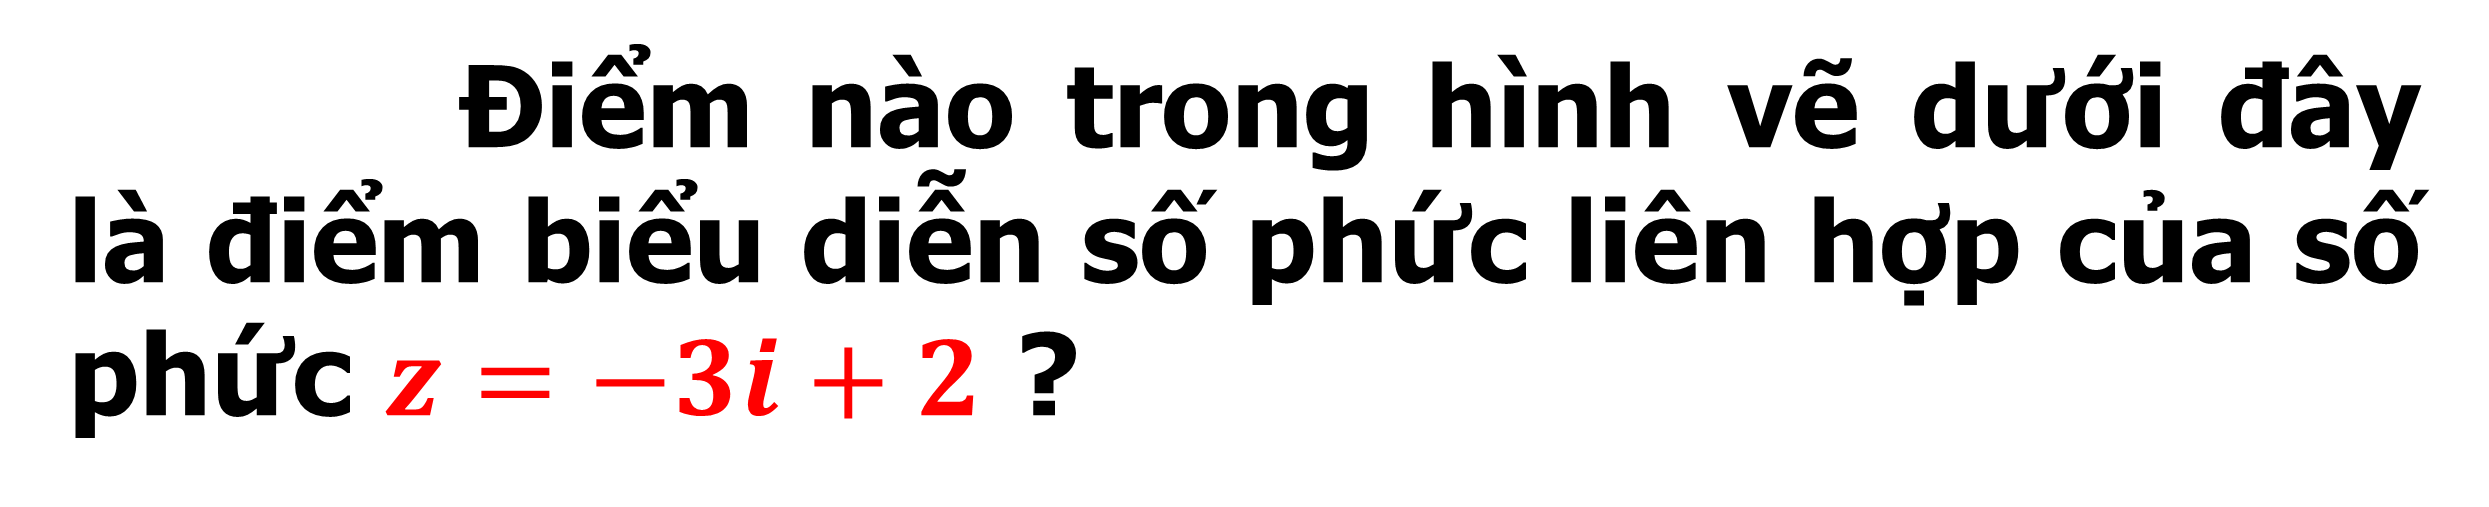 Điểm nào trong hình vẽ dưới đây
là điểm biểu diễn số phức liên hợp của số
phức z = −3i + 2 ?